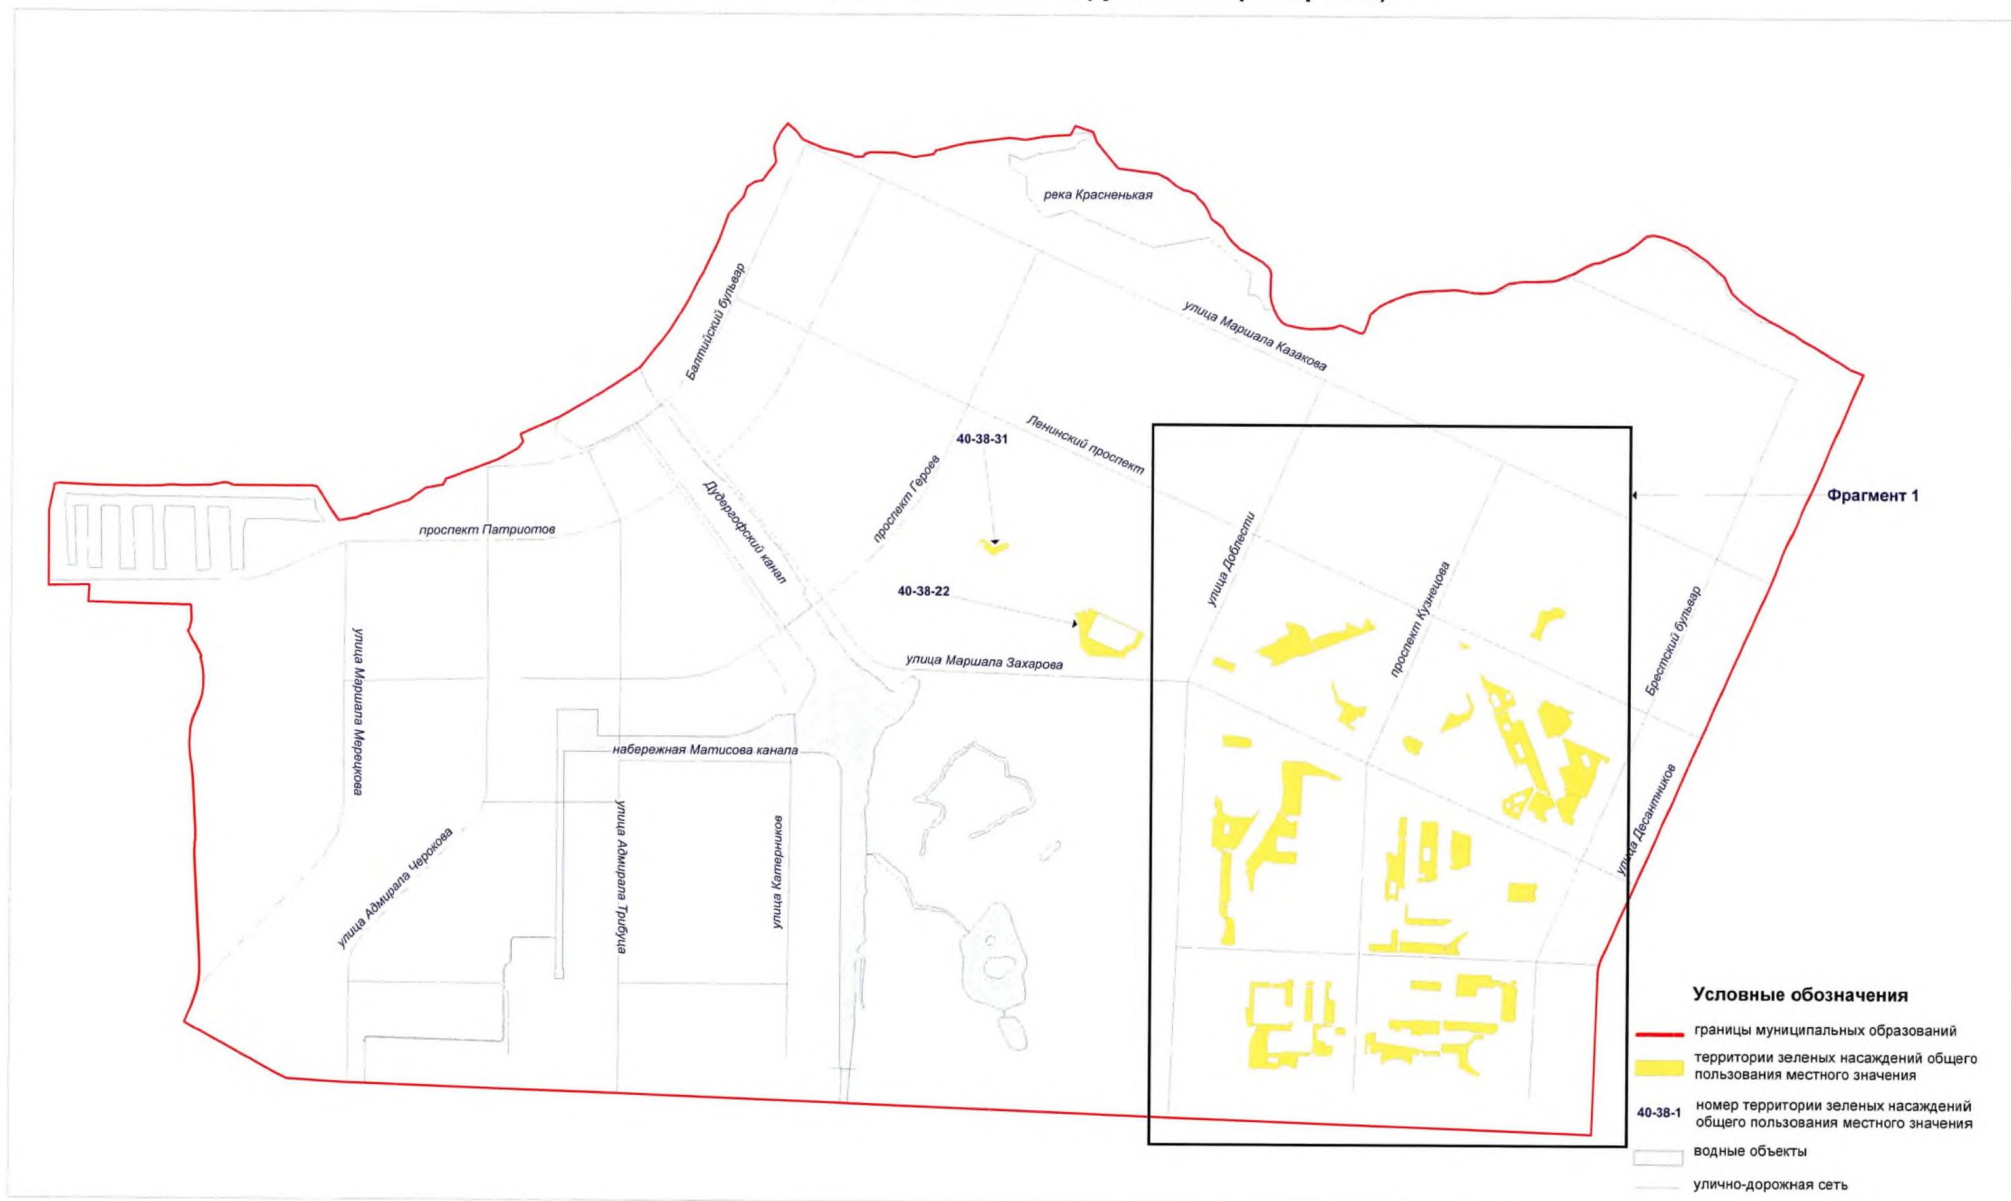 река Красненькая
Балтийский бульвар
улица Маршала Казакова
Ленинский проспект
40-38-31
проспект Героев
Дудергофский канал
Фрагмент 1
проспект Патриотов
улица Доблести
проспект Кузнецова
40-38-22
Брестский бульвар
улица Маршала Захарова
улица Маршала Мерецкова
набережная Матисова канала
улица Десантников
улица Адмирала Черокова
улица Адмирала Трибуца
улица Катерников
Условные обозначения
границы муниципальных образований
территории зеленых насаждений общего
пользования местного значения
40-38-1
номер территории зеленых насаждений
общего пользования местного значения
водные объекты
улично-дорожная сеть